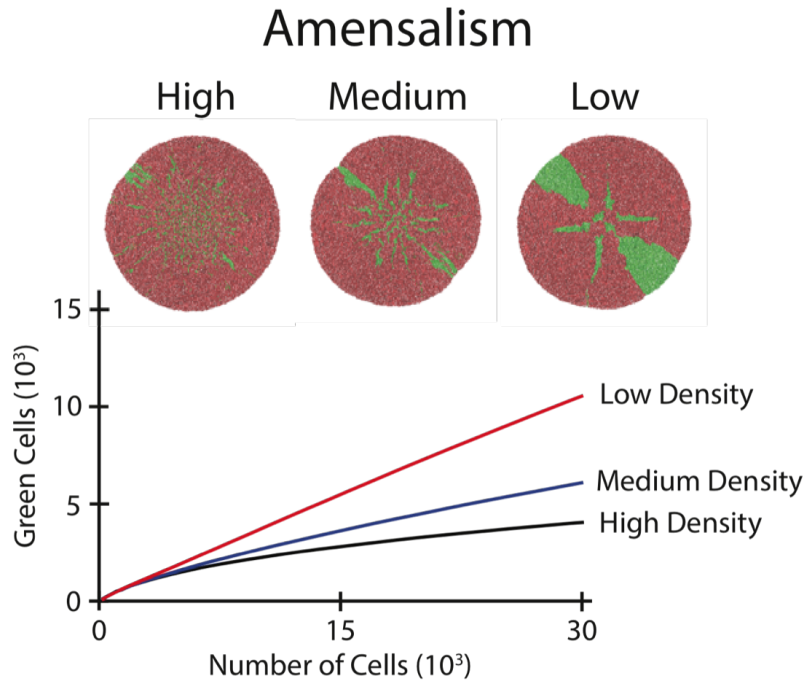 Amensalism
High Medium Low
15
10
5
0
Green Cells (10³)
Low Density
Medium Density
High Density
0 15 30
Number of Cells (10³)